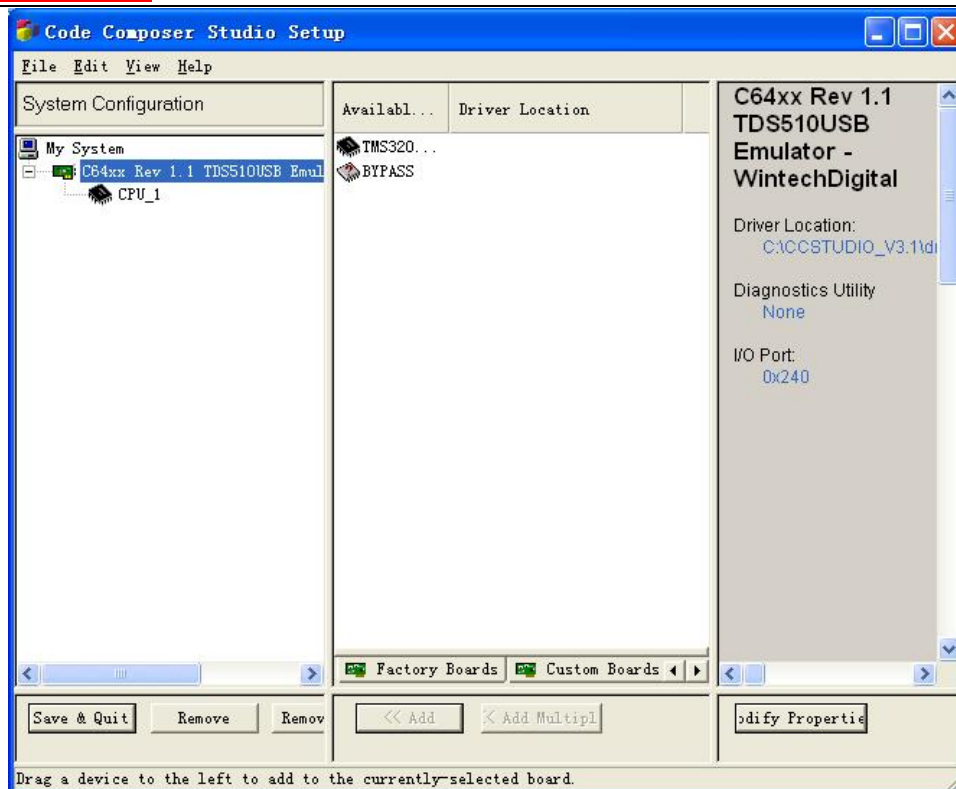 Code Composer Studio Setup
File Edit View Help
System Configuration
My System
C64xx Rev 1.1 TDS510USB Emul
CPU_1
Availabl... Driver Location
TMS320...
BYPASS
Factory Boards Custom Boards
C64xx Rev 1.1
TDS510USB
Emulator -
WintechDigital
Driver Location:
C:\CCSTUDIO_V3.1\dr
Diagnostics Utility
None
I/O Port:
0x240
Save & Quit Remove Remov
<< Add < Add Multipl
odify Propertie
Drag a device to the left to add to the currently-selected board.